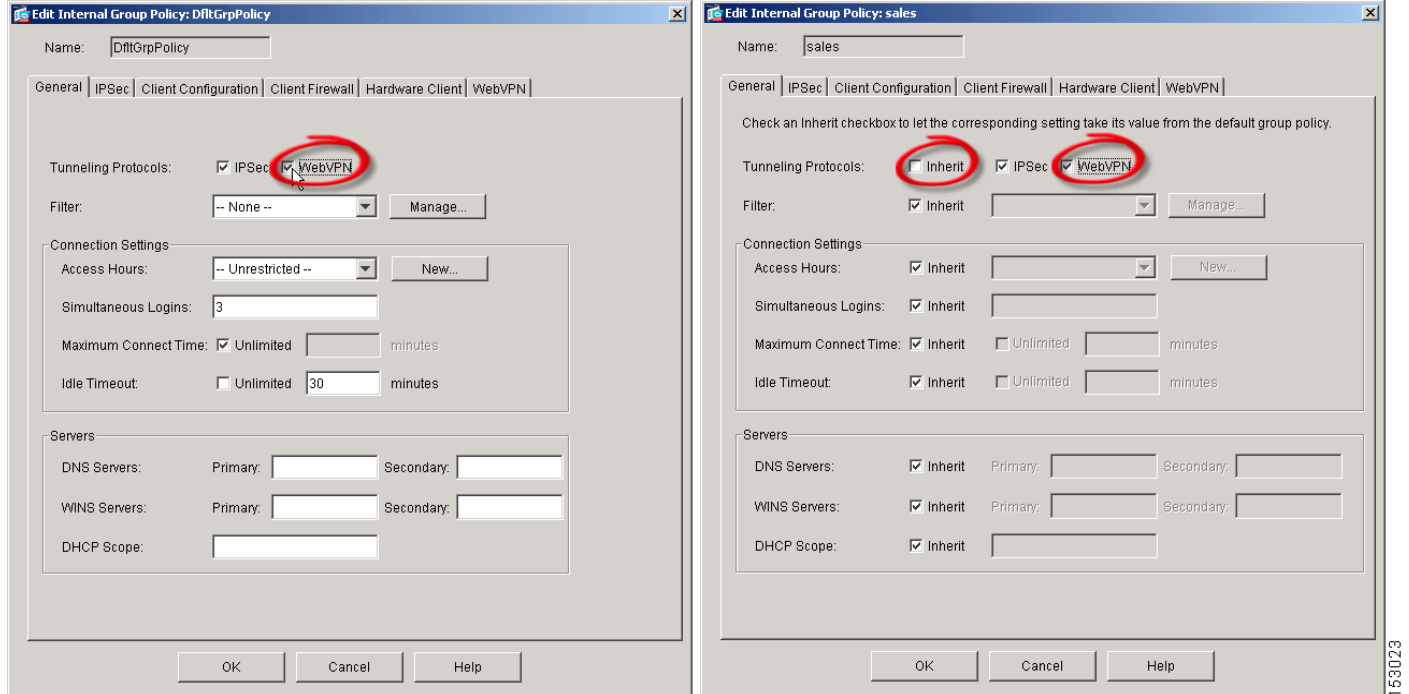 Edit Internal Group Policy: DfltGrpPolicy
Name: DfltGrpPolicy
General IPSec Client Configuration Client Firewall Hardware Client WebVPN
Tunneling Protocols: IPSec WebVPN
Filter: -- None -- Manage...
Connection Settings
Access Hours: -- Unrestricted -- New...
Simultaneous Logins: 3
Maximum Connect Time: Unlimited minutes
Idle Timeout: Unlimited 30 minutes
Servers
DNS Servers: Primary: Secondary:
WINS Servers: Primary: Secondary:
DHCP Scope:
OK Cancel Help
Edit Internal Group Policy: sales
Name: sales
General IPSec Client Configuration Client Firewall Hardware Client WebVPN
Check an Inherit checkbox to let the corresponding setting take its value from the default group policy.
Tunneling Protocols: Inherit IPSec WebVPN
Filter: Inherit Manage...
Connection Settings
Access Hours: Inherit New...
Simultaneous Logins: Inherit
Maximum Connect Time: Inherit Unlimited minutes
Idle Timeout: Inherit Unlimited minutes
Servers
DNS Servers: Inherit Primary: Secondary:
WINS Servers: Inherit Primary: Secondary:
DHCP Scope: Inherit
OK Cancel Help
153023